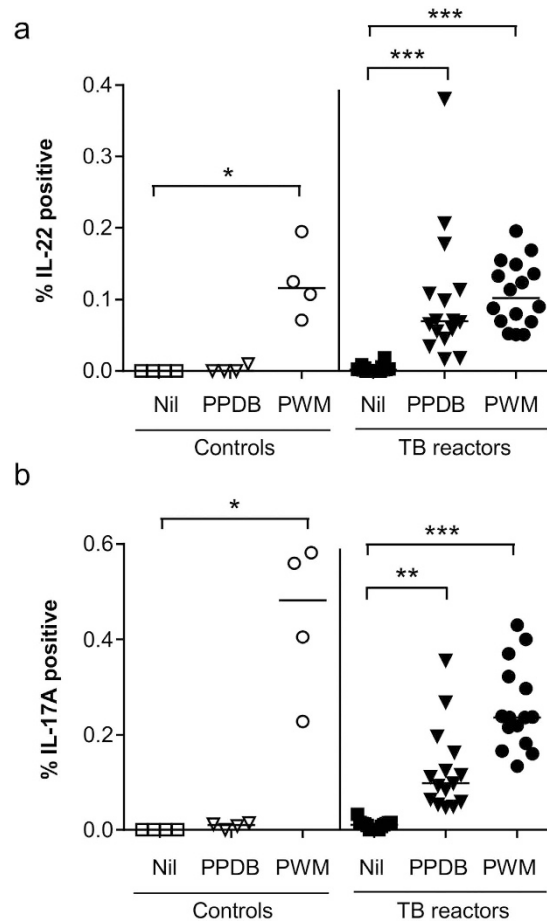 a
% IL-22 positive
0.4
0.3
0.2
0.1
0.0
*
***
***
Nil PPDB PWM Nil PPDB PWM
Controls TB reactors
b
% IL-17A positive
0.6
0.4
0.2
0.0
*
***
**
Nil PPDB PWM Nil PPDB PWM
Controls TB reactors